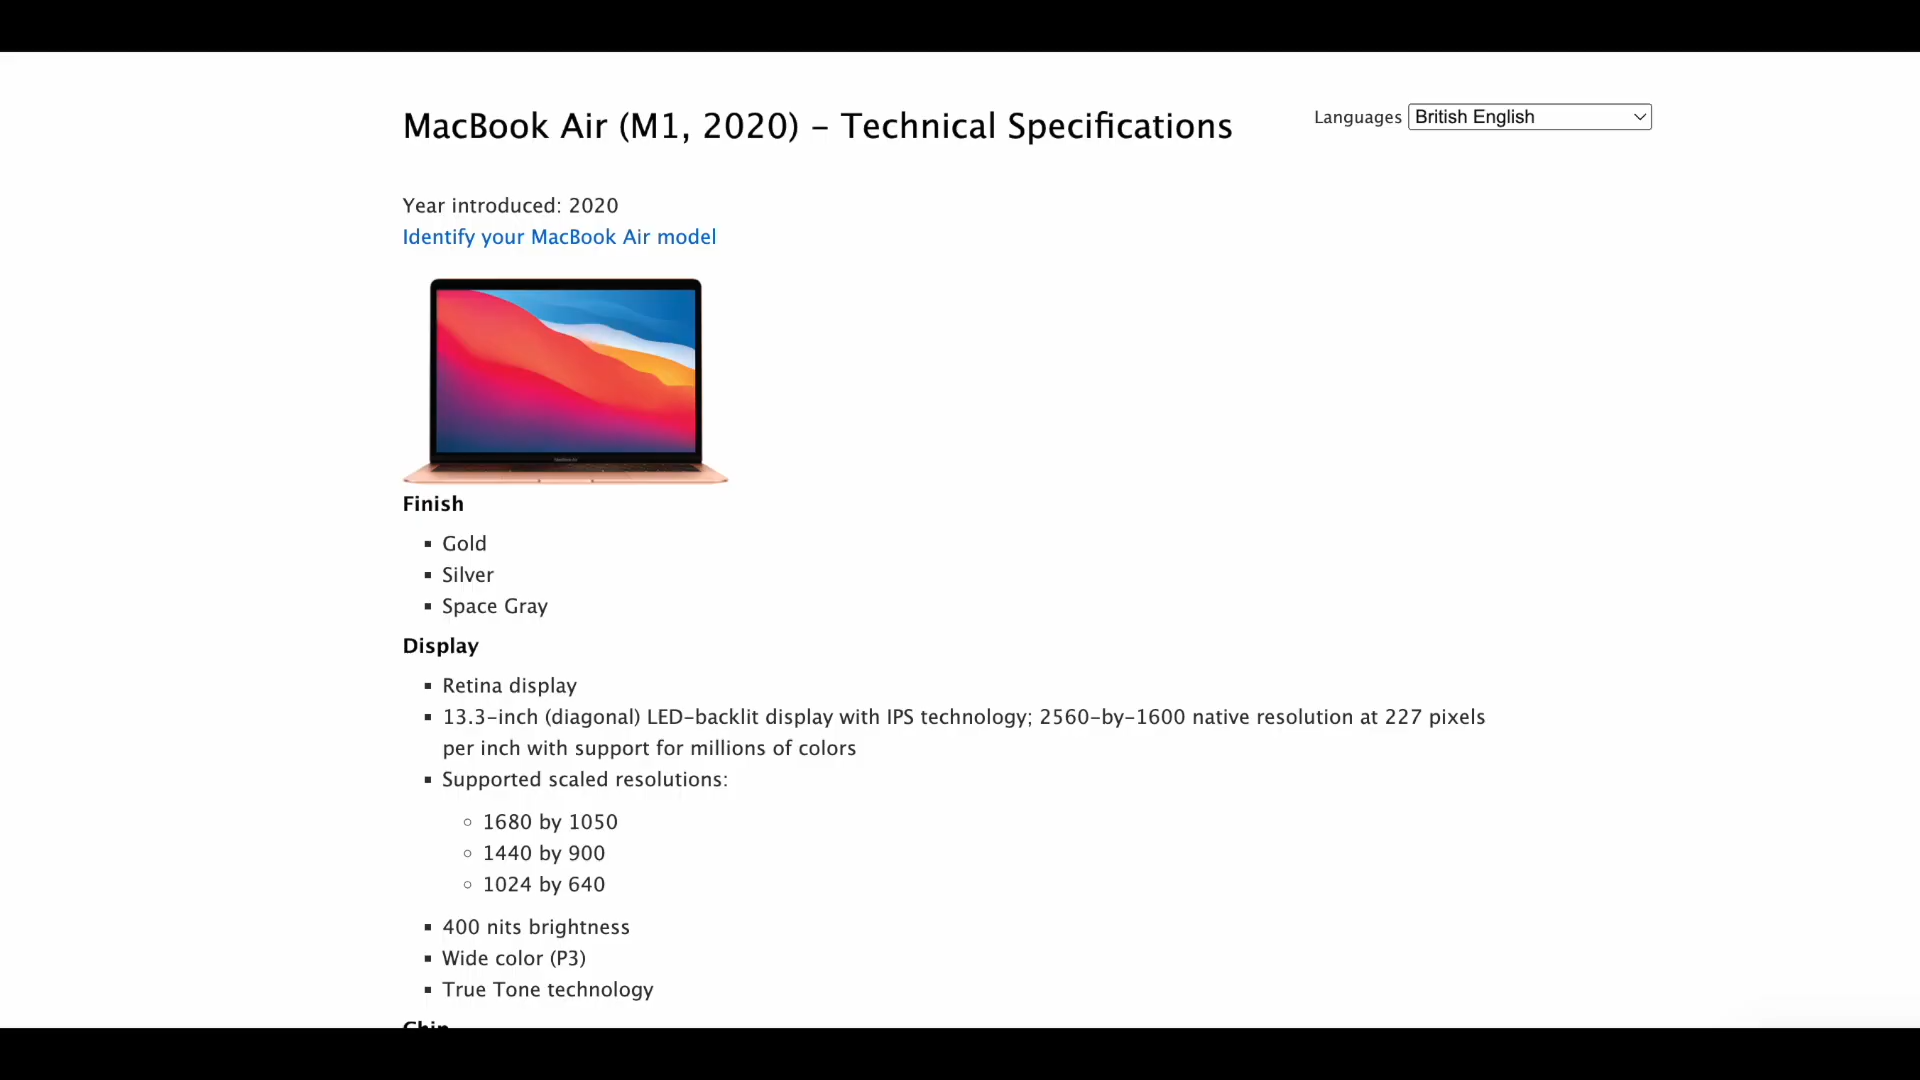 MacBook Air (M1, 2020) – Technical Specifications
Languages British English
Year introduced: 2020
Identify your MacBook Air model
Finish
▪ Gold
▪ Silver
▪ Space Gray
Display
▪ Retina display
▪ 13.3-inch (diagonal) LED-backlit display with IPS technology; 2560-by-1600 native resolution at 227 pixels
per inch with support for millions of colors
▪ Supported scaled resolutions:
◦ 1680 by 1050
◦ 1440 by 900
◦ 1024 by 640
▪ 400 nits brightness
▪ Wide color (P3)
▪ True Tone technology
Chip